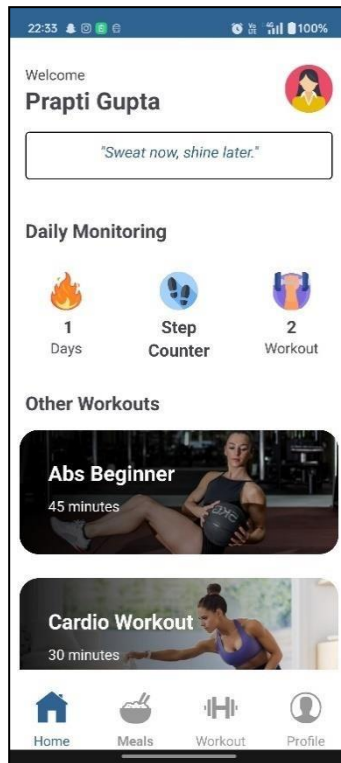 22:33 100%
Welcome
Prapti Gupta
"Sweat now, shine later."
Daily Monitoring
1 Step 2
Days Counter Workout
Other Workouts
Abs Beginner
45 minutes
Cardio Workout
30 minutes
Home Meals Workout Profile